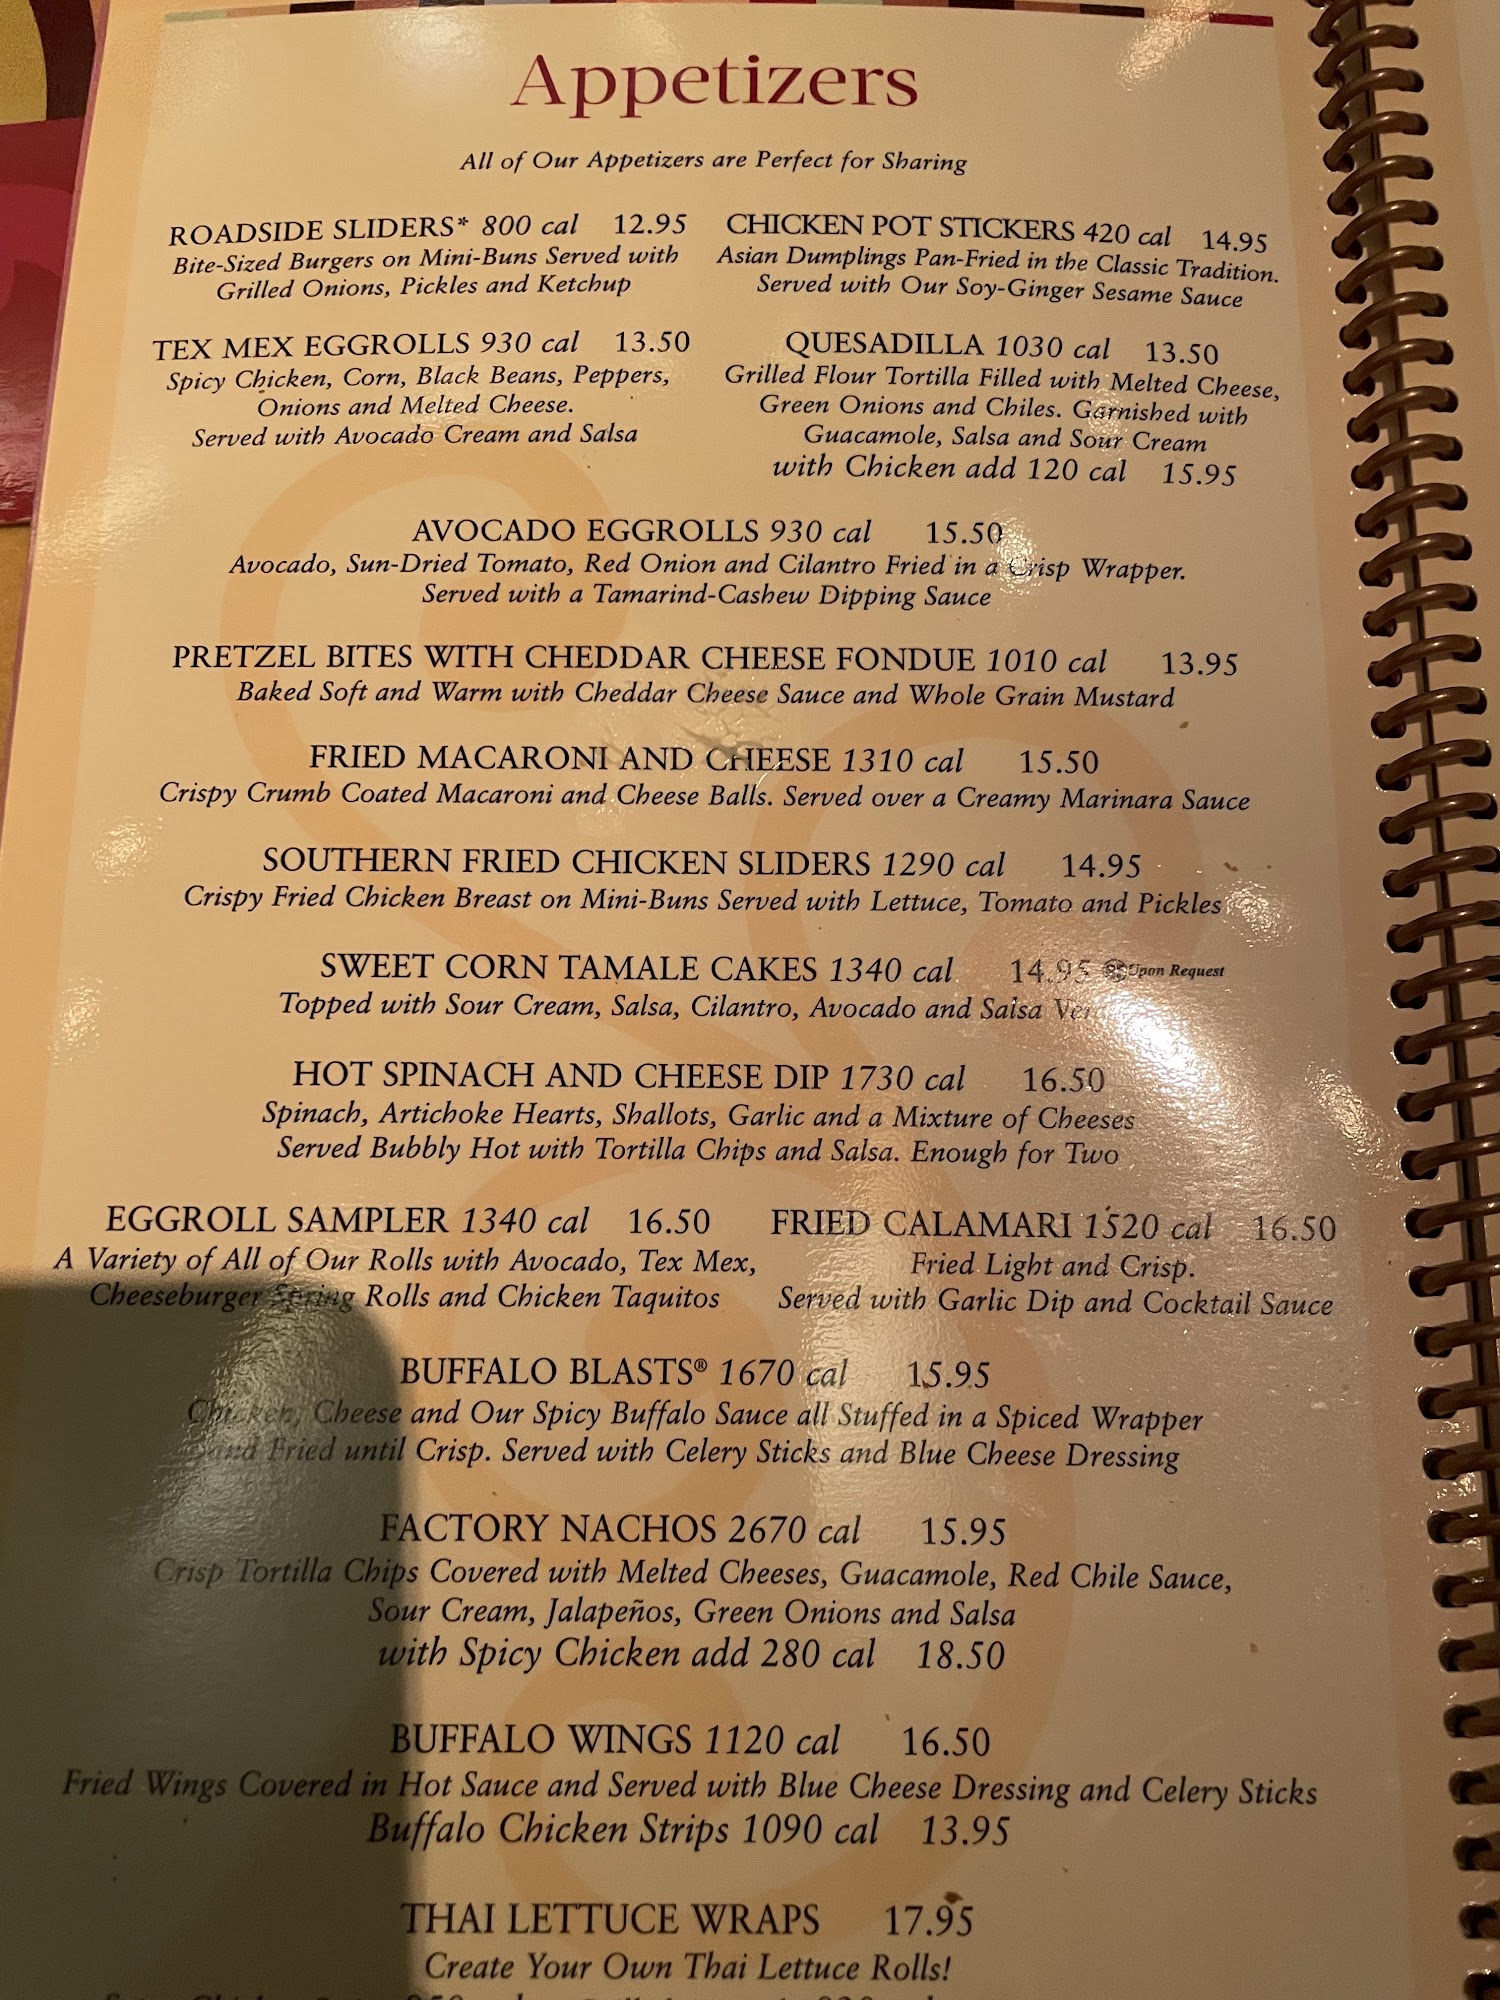 Appetizers
All of Our Appetizers are Perfect for Sharing
ROADSIDE SLIDERS* 800 cal 12.95
Bite-Sized Burgers on Mini-Buns Served with
Grilled Onions, Pickles and Ketchup
CHICKEN POT STICKERS 420 cal 14.95
Asian Dumplings Pan-Fried in the Classic Tradition.
Served with Our Soy-Ginger Sesame Sauce
TEX MEX EGGROLLS 930 cal 13.50
Spicy Chicken, Corn, Black Beans, Peppers,
Onions and Melted Cheese.
Served with Avocado Cream and Salsa
QUESADILLA 1030 cal 13.50
Grilled Flour Tortilla Filled with Melted Cheese,
Green Onions and Chiles. Garnished with
Guacamole, Salsa and Sour Cream
with Chicken add 120 cal 15.95
AVOCADO EGGROLLS 930 cal 15.50
Avocado, Sun-Dried Tomato, Red Onion and Cilantro Fried in a Crisp Wrapper.
Served with a Tamarind-Cashew Dipping Sauce
PRETZEL BITES WITH CHEDDAR CHEESE FONDUE 1010 cal 13.95
Baked Soft and Warm with Cheddar Cheese Sauce and Whole Grain Mustard
FRIED MACARONI AND CHEESE 1310 cal 15.50
Crispy Crumb Coated Macaroni and Cheese Balls. Served over a Creamy Marinara Sauce
SOUTHERN FRIED CHICKEN SLIDERS 1290 cal 14.95
Crispy Fried Chicken Breast on Mini-Buns Served with Lettuce, Tomato and Pickles
SWEET CORN TAMALE CAKES 1340 cal 14.95 Upon Request
Topped with Sour Cream, Salsa, Cilantro, Avocado and Salsa
HOT SPINACH AND CHEESE DIP 1730 cal 16.50
Spinach, Artichoke Hearts, Shallots, Garlic and a Mixture of Cheeses
Served Bubbly Hot with Tortilla Chips and Salsa. Enough for Two
EGGROLL SAMPLER 1340 cal 16.50
A Variety of All of Our Rolls with Avocado, Tex Mex,
Cheeseburger Spring Rolls and Chicken Taquitos
FRIED CALAMARI 1520 cal 16.50
Fried Light and Crisp.
Served with Garlic Dip and Cocktail Sauce
BUFFALO BLASTS® 1670 cal 15.95
Chicken, Cheese and Our Spicy Buffalo Sauce all Stuffed in a Spiced Wrapper
and Fried until Crisp. Served with Celery Sticks and Blue Cheese Dressing
FACTORY NACHOS 2670 cal 15.95
Crisp Tortilla Chips Covered with Melted Cheeses, Guacamole, Red Chile Sauce,
Sour Cream, Jalapeños, Green Onions and Salsa
with Spicy Chicken add 280 cal 18.50
BUFFALO WINGS 1120 cal 16.50
Fried Wings Covered in Hot Sauce and Served with Blue Cheese Dressing and Celery Sticks
Buffalo Chicken Strips 1090 cal 13.95
THAI LETTUCE WRAPS 17.95
Create Your Own Thai Lettuce Rolls!